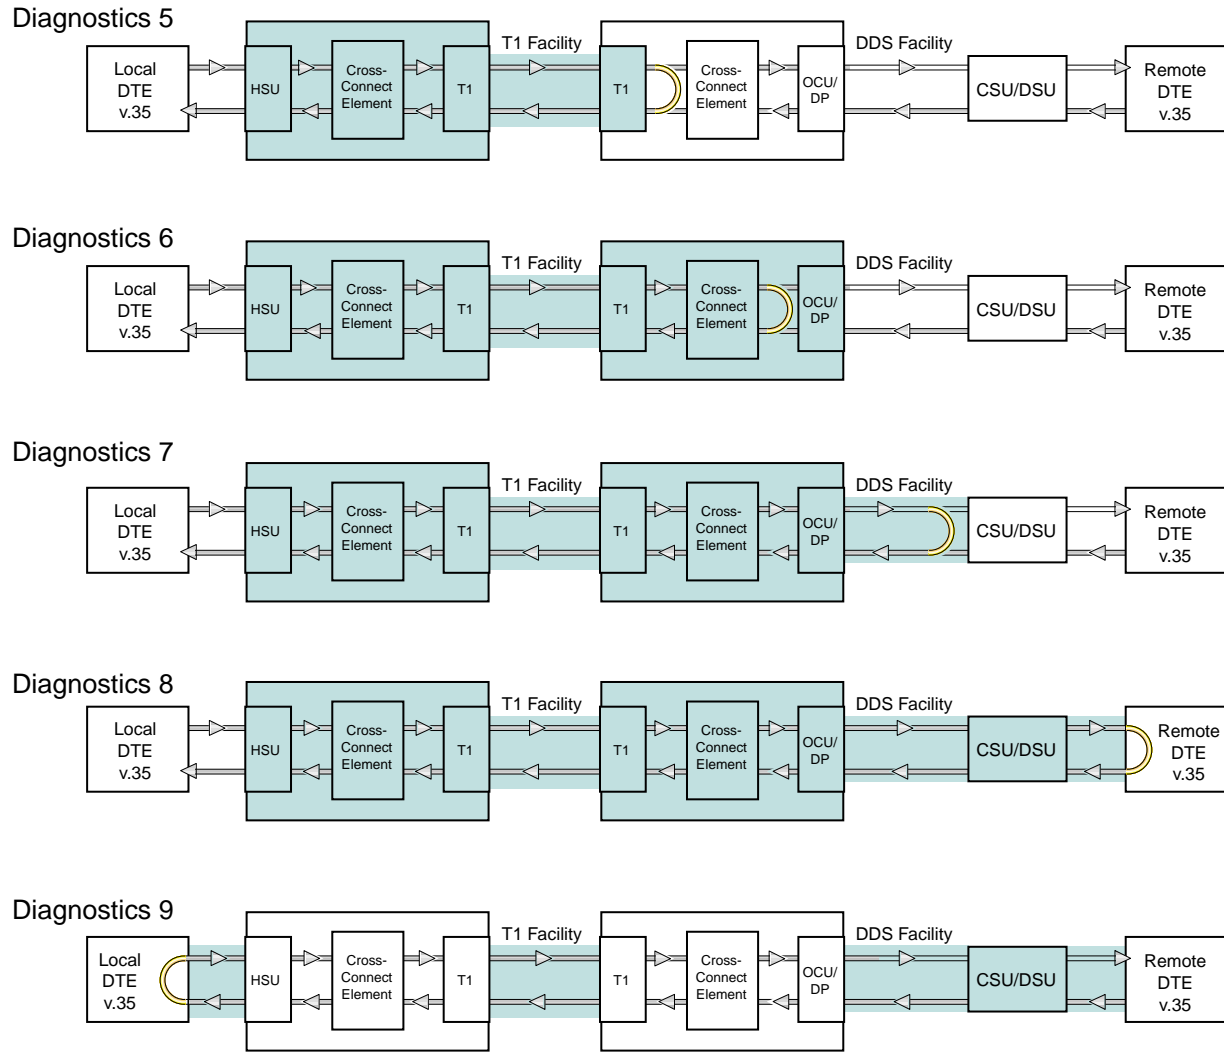 Diagnostics 5
T1 Facility
DDS Facility
Local
DTE
v.35
HSU
Cross-
Connect
Element
T1
T1
Cross-
Connect
Element
OCU/
DP
CSU/DSU
Remote
DTE
v.35
Diagnostics 6
T1 Facility
DDS Facility
Local
DTE
v.35
HSU
Cross-
Connect
Element
T1
T1
Cross-
Connect
Element
OCU/
DP
CSU/DSU
Remote
DTE
v.35
Diagnostics 7
T1 Facility
DDS Facility
Local
DTE
v.35
HSU
Cross-
Connect
Element
T1
T1
Cross-
Connect
Element
OCU/
DP
CSU/DSU
Remote
DTE
v.35
Diagnostics 8
T1 Facility
DDS Facility
Local
DTE
v.35
HSU
Cross-
Connect
Element
T1
T1
Cross-
Connect
Element
OCU/
DP
CSU/DSU
Remote
DTE
v.35
Diagnostics 9
T1 Facility
DDS Facility
Local
DTE
v.35
HSU
Cross-
Connect
Element
T1
T1
Cross-
Connect
Element
OCU/
DP
CSU/DSU
Remote
DTE
v.35